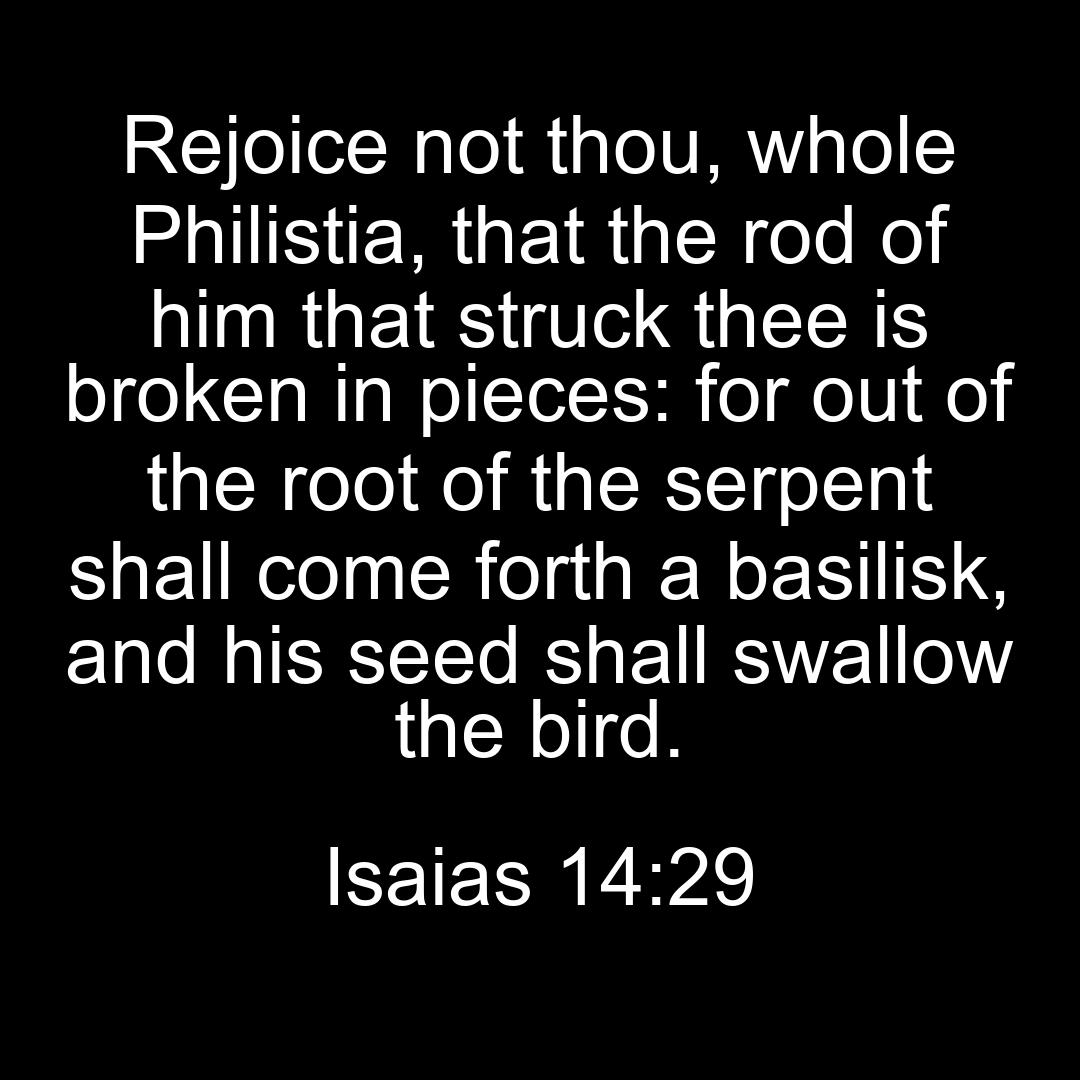 Rejoice not thou, whole
Philistia, that the rod of
him that struck thee is
broken in pieces: for out of
the root of the serpent
shall come forth a basilisk,
and his seed shall swallow
the bird.
Isaias 14:29